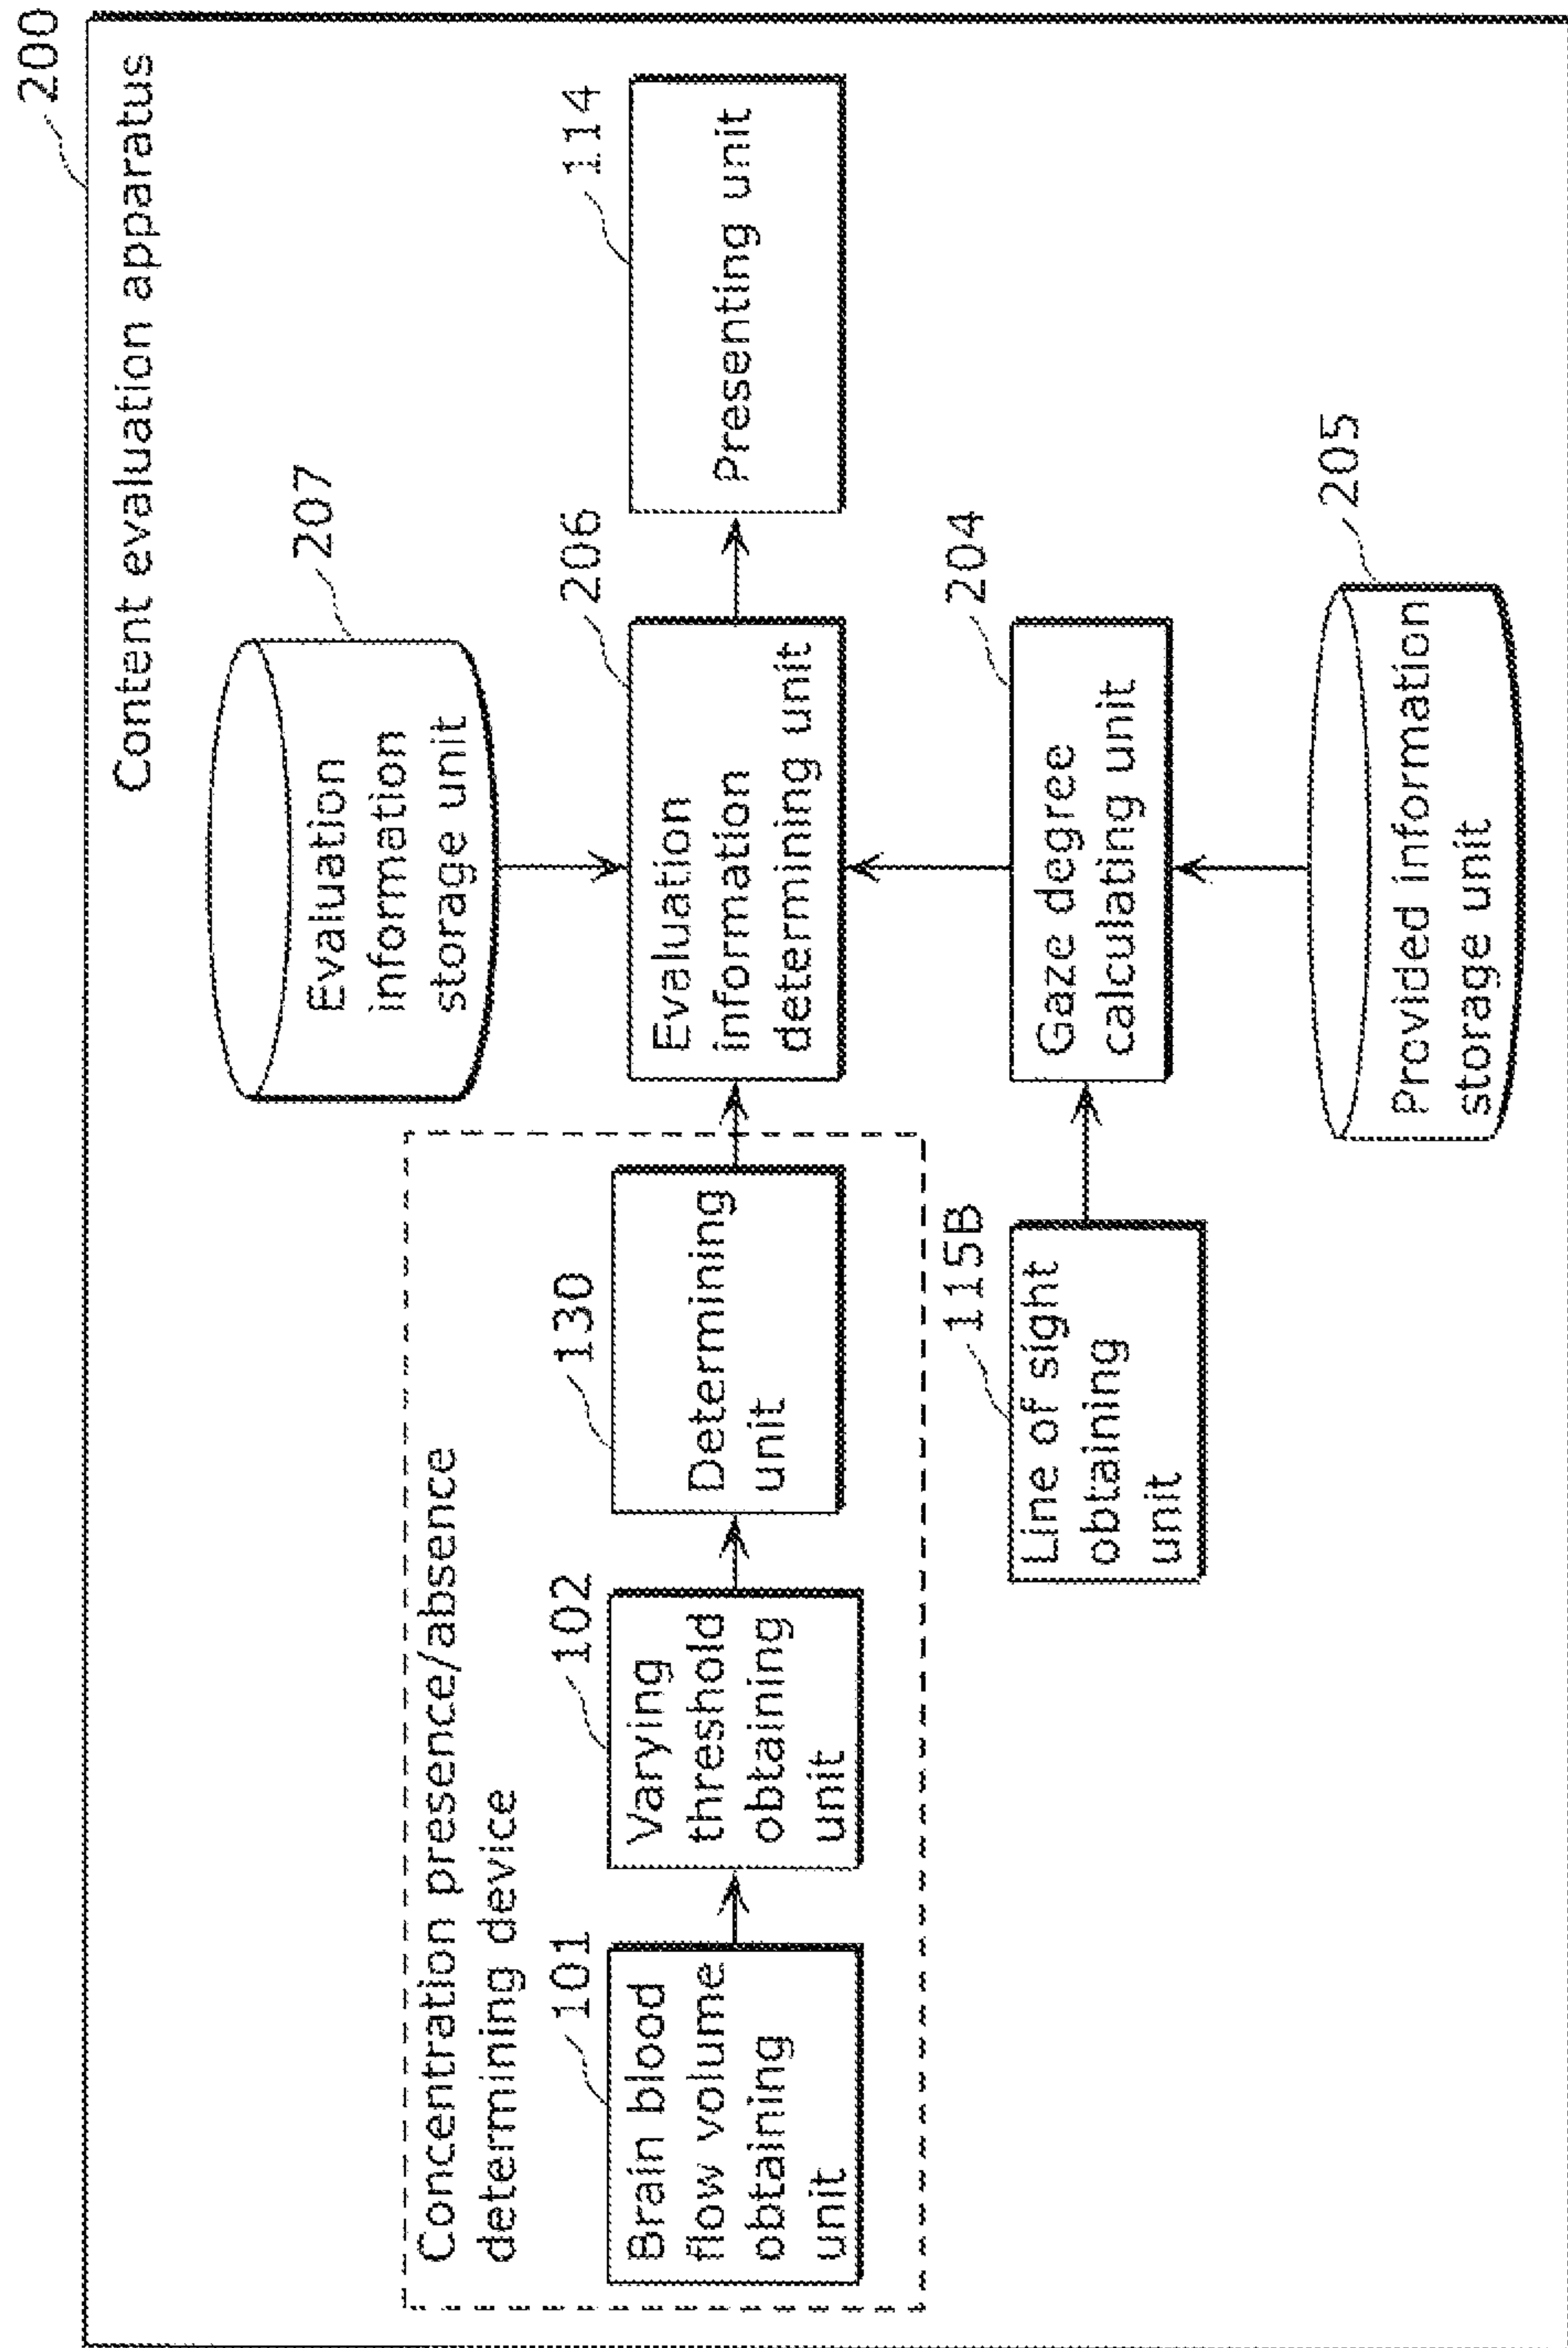 200
Content evaluation apparatus
207
Evaluation
information
storage unit
Concentration presence/absence
determining device
101
Brain blood
flow volume
obtaining
unit
102
Varying
threshold
obtaining
unit
130
Determining
unit
206
Evaluation
information
determining unit
114
Presenting unit
115B
Line of sight
obtaining
unit
204
Gaze degree
calculating unit
205
Provided information
storage unit